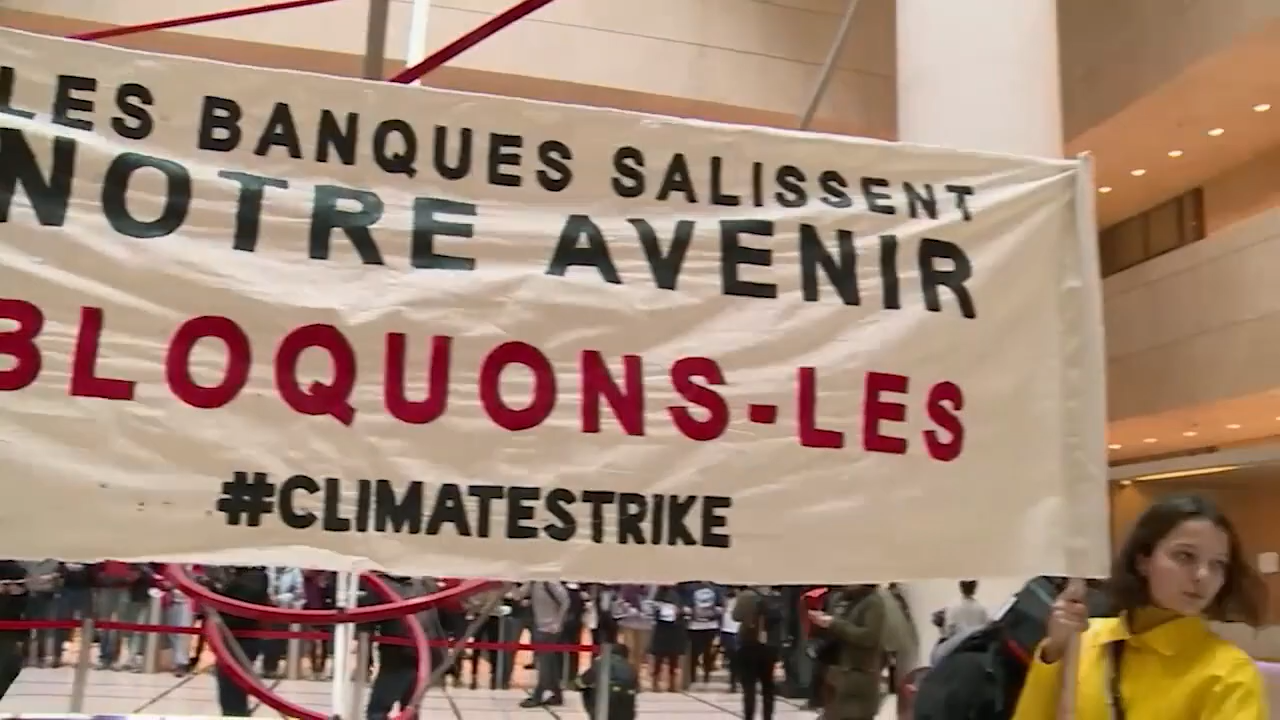 LES BANQUES SALISSENT
NOTRE AVENIR
BLOQUONS-LES
#CLIMATESTRIKE